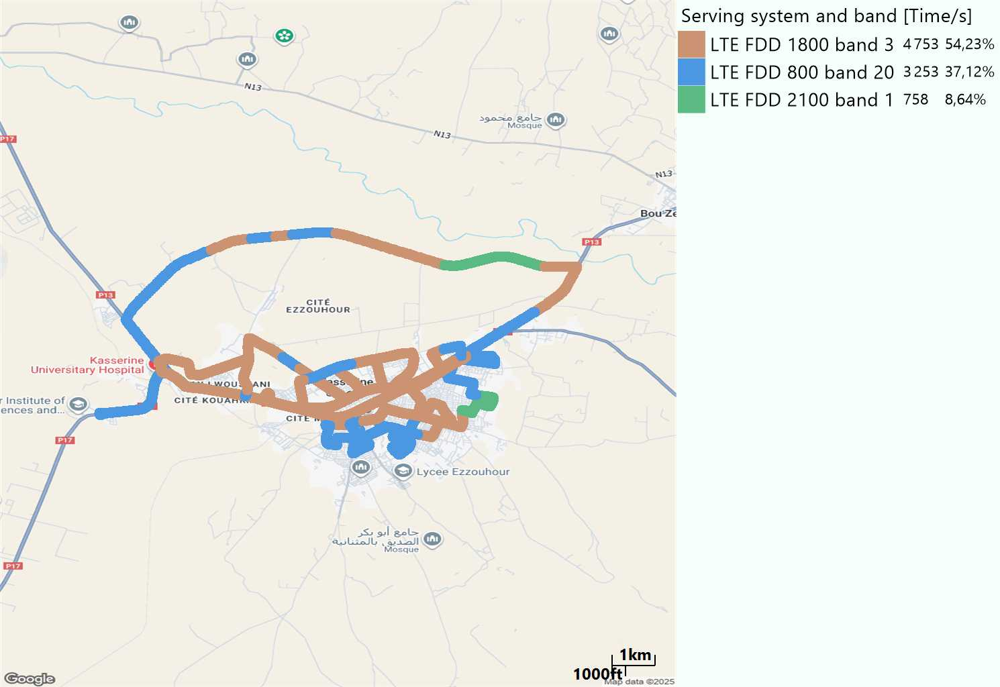 Serving system and band [Time/s]
LTE FDD 1800 band 3 4 753 54,23%
LTE FDD 800 band 20 3 253 37,12%
LTE FDD 2100 band 1 758 8,64%
N13
جامع محمود
Mosque
N13
P17
N13
Bou Ze
P13
P13
CITÉ
EZZOUHOUR
Kasserine
Universitary Hospital
CITÉ KOUAH
Institute of
ences and...
CITÉ M
P17
Lycee Ezzouhour
جامع أبو بكر
الصديق بالمثنانية
Mosque
P17
1km
1000ft
Google
Map data ©2025